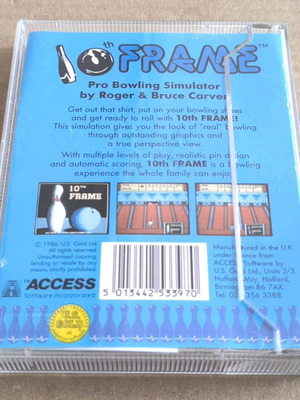 10th FRAME™
Pro Bowling Simulator
by Roger & Bruce Carver
Get out that shirt, put on your bowling shoes
and get ready to roll with 10th FRAME!
This simulation gives you the look of "real" bowling
through outstanding graphics and
a true perspective view.
With multiple levels of play, realistic pin action
and automatic scoring, 10th FRAME is a bowling
experience the whole family can enjoy.
10TH
FRAME
© 1986, U.S. Gold Ltd.
All rights reserved.
Unauthorised copying,
lending or resale by any
means strictly
prohibited.
ACCESS
Software Incorporated
U.S.
GOLD
5 013442 533970
Manufactured in the U.K.
under licence from
ACCESS Software by
U.S. Gold Ltd., Units 2/3,
Holford Way, Holford,
Birmingham B6 7AX.
Tel: 021 356 3388.